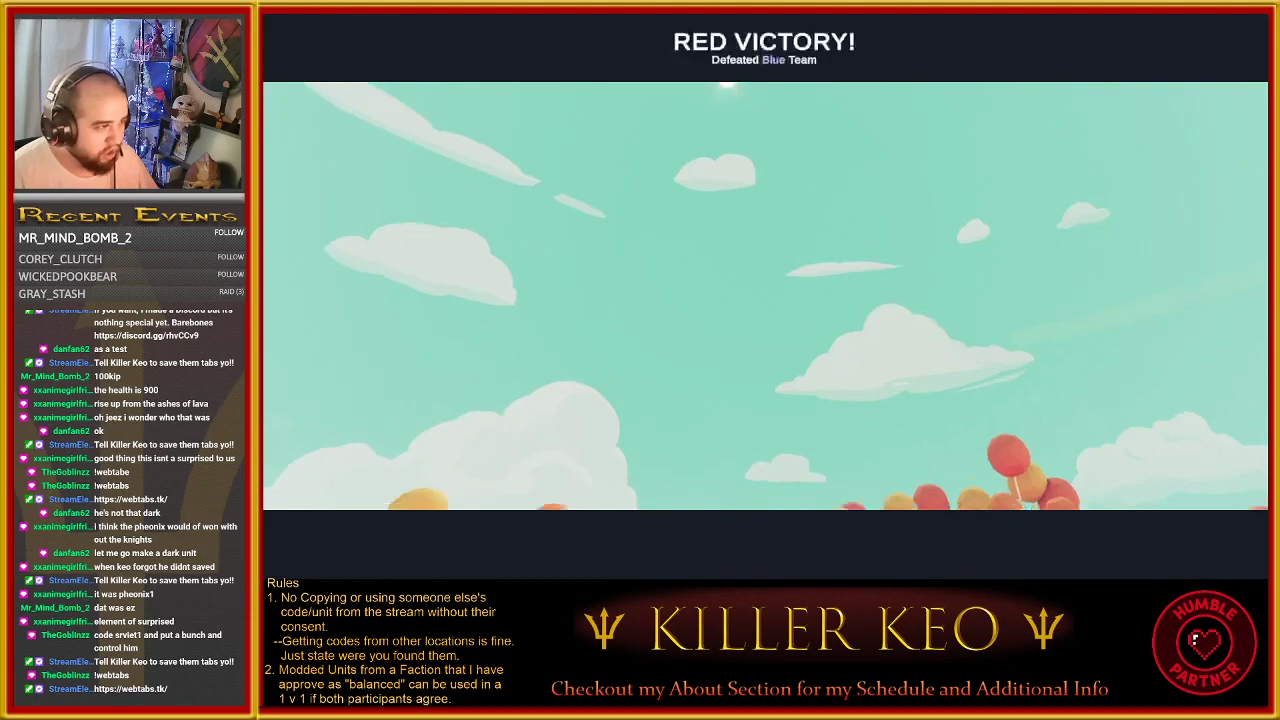 RED VICTORY!
Defeated Blue Team
RECENT EVENTS
MR_MIND_BOMB_2 FOLLOW
COREY_CLUTCH FOLLOW
WICKEDPOOKBEAR FOLLOW
GRAY_STASH RAID (3)
StreamEle.. If you want, I made a Discord but it's
nothing special yet. Barebones
https://discord.gg/rhvCCv9
danfan62 as a test
StreamEle.. Tell Killer Keo to save them tabs yo!!
Mr_Mind_Bomb_2 100kip
xxanimegirlfri... the health is 900
xxanimegirlfri... rise up from the ashes of lava
xxanimegirlfri... oh jeez i wonder who that was
danfan62 ok
StreamEle.. Tell Killer Keo to save them tabs yo!!
xxanimegirlfri... good thing this isnt a surprised to us
TheGoblinzz !webtabe
TheGoblinzz !webtabs
StreamEle.. https://webtabs.tk/
danfan62 he's not that dark
xxanimegirlfri... i think the pheonix would of won with
out the knights
danfan62 let me go make a dark unit
xxanimegirlfri... when keo forgot he didnt saved
StreamEle.. Tell Killer Keo to save them tabs yo!!
xxanimegirlfri... it was pheonix1
Mr_Mind_Bomb_2 dat was ez
xxanimegirlfri... element of surprised
TheGoblinzz code srvlet1 and put a bunch and
control him
StreamEle.. Tell Killer Keo to save them tabs yo!!
TheGoblinzz !webtabs
StreamEle.. https://webtabs.tk/
Rules
1. No Copying or using someone else's
code/unit from the stream without their
consent.
--Getting codes from other locations is fine.
Just state were you found them.
2. Modded Units from a Faction that I have
approve as "balanced" can be used in a
1 v 1 if both participants agree.
KILLER KEO
Checkout my About Section for my Schedule and Additional Info
HUMBLE
PARTNER